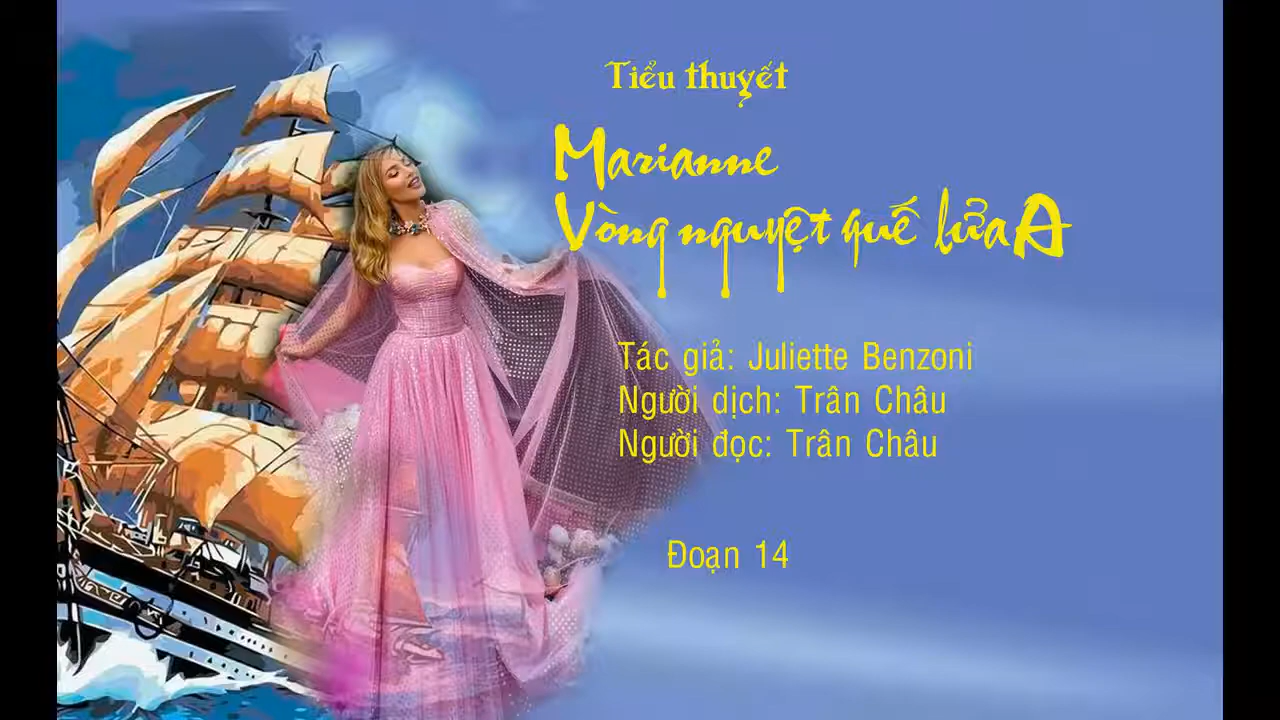 Tiểu thuyết
Marianne
Vòng nguyệt quế lửaA
Tác giả: Juliette Benzoni
Người dịch: Trân Châu
Người đọc: Trân Châu
Đoạn 14